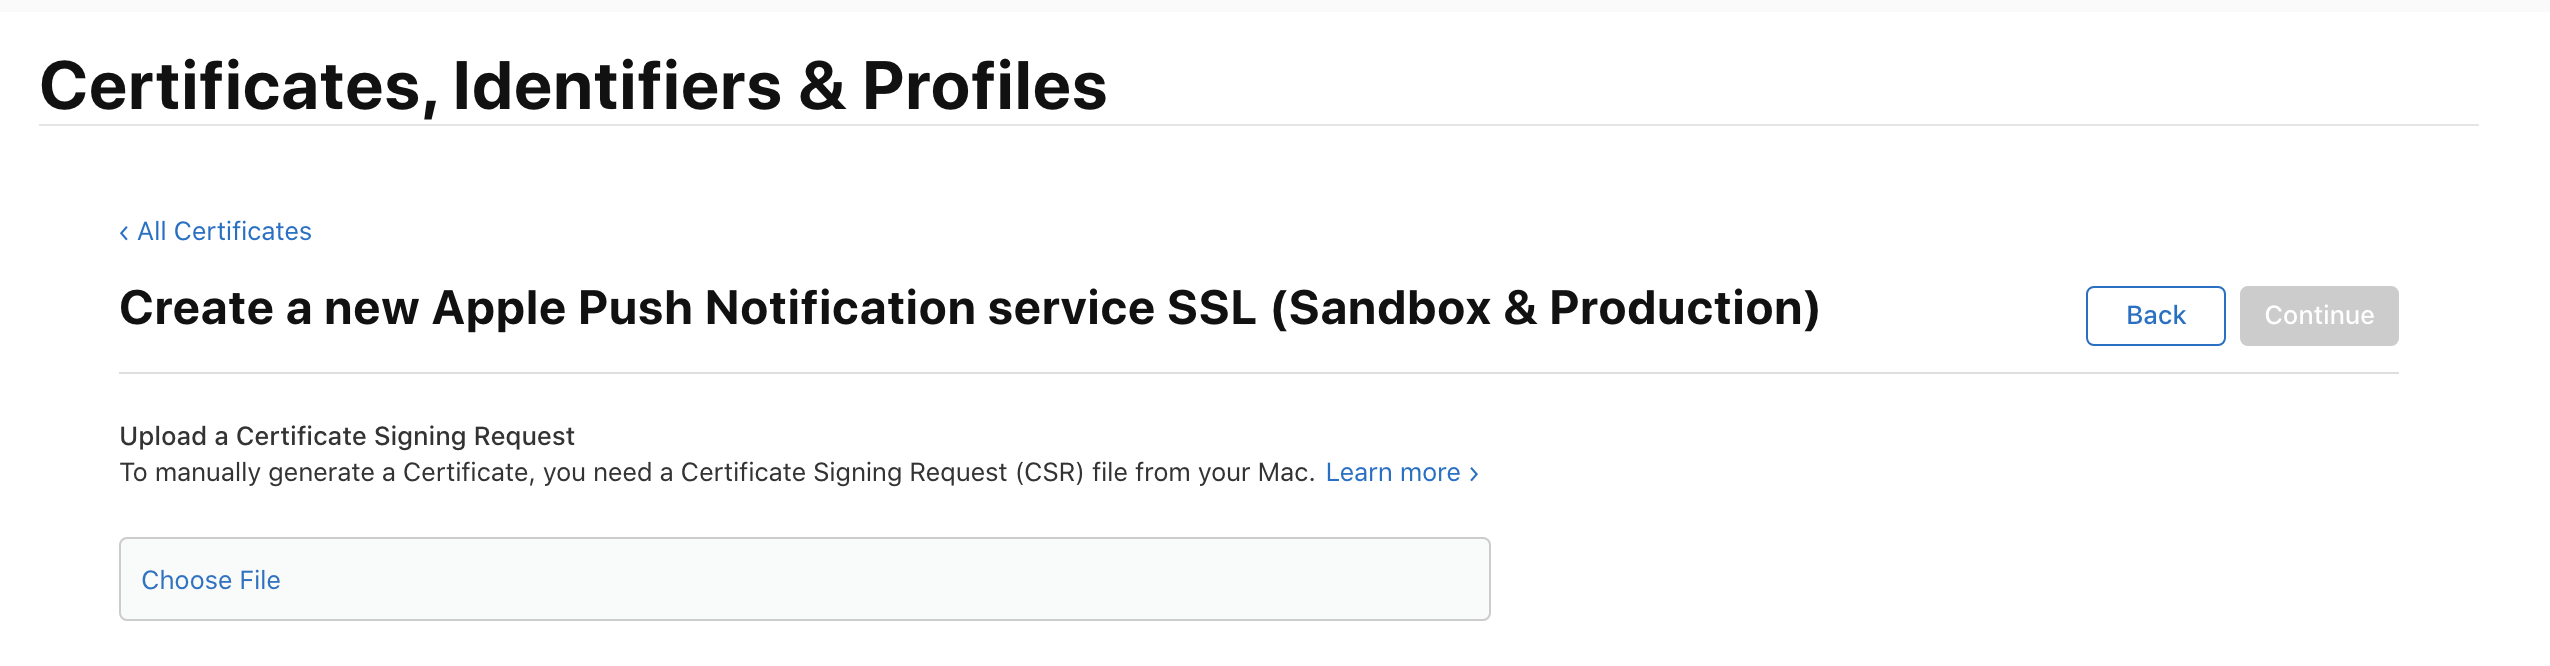 Certificates, Identifiers & Profiles
‹ All Certificates
Create a new Apple Push Notification service SSL (Sandbox & Production)
Back
Continue
Upload a Certificate Signing Request
To manually generate a Certificate, you need a Certificate Signing Request (CSR) file from your Mac. Learn more ›
Choose File